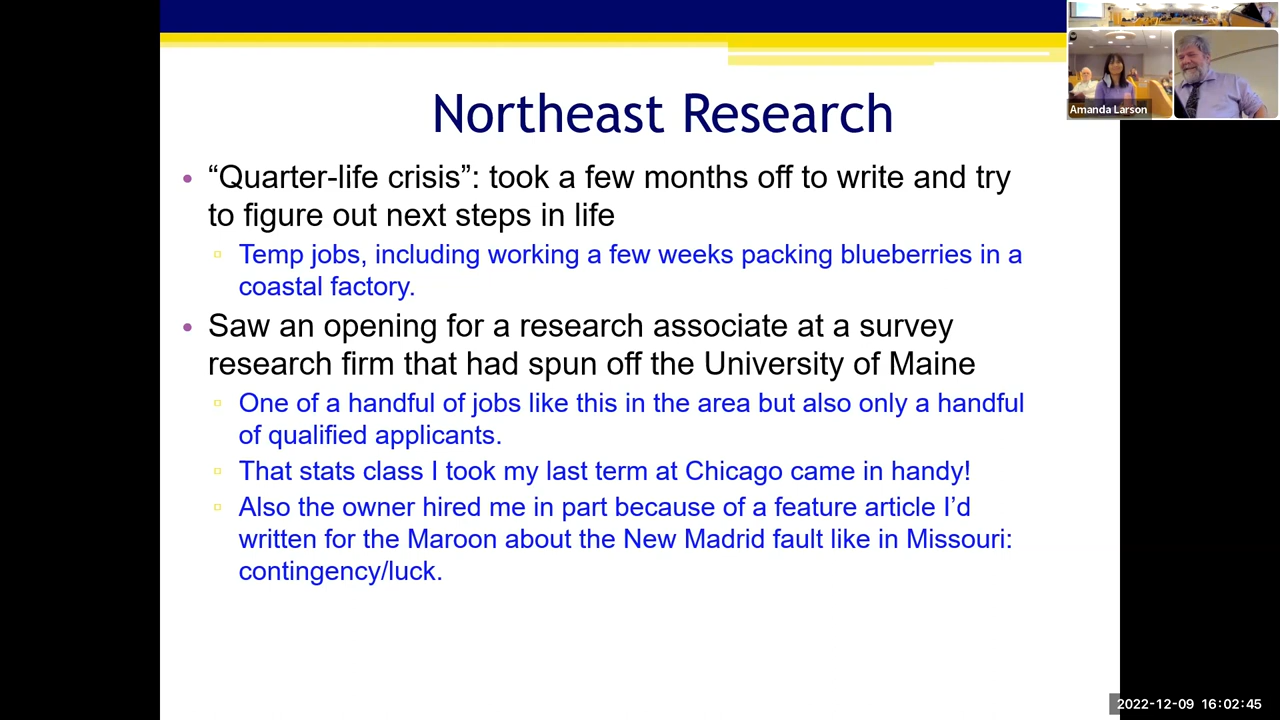 Northeast Research
• “Quarter-life crisis”: took a few months off to write and try
to figure out next steps in life
▫ Temp jobs, including working a few weeks packing blueberries in a
coastal factory.
• Saw an opening for a research associate at a survey
research firm that had spun off the University of Maine
▫ One of a handful of jobs like this in the area but also only a handful
of qualified applicants.
▫ That stats class I took my last term at Chicago came in handy!
▫ Also the owner hired me in part because of a feature article I’d
written for the Maroon about the New Madrid fault like in Missouri:
contingency/luck.
Amanda Larson
2022-12-09 16:02:45